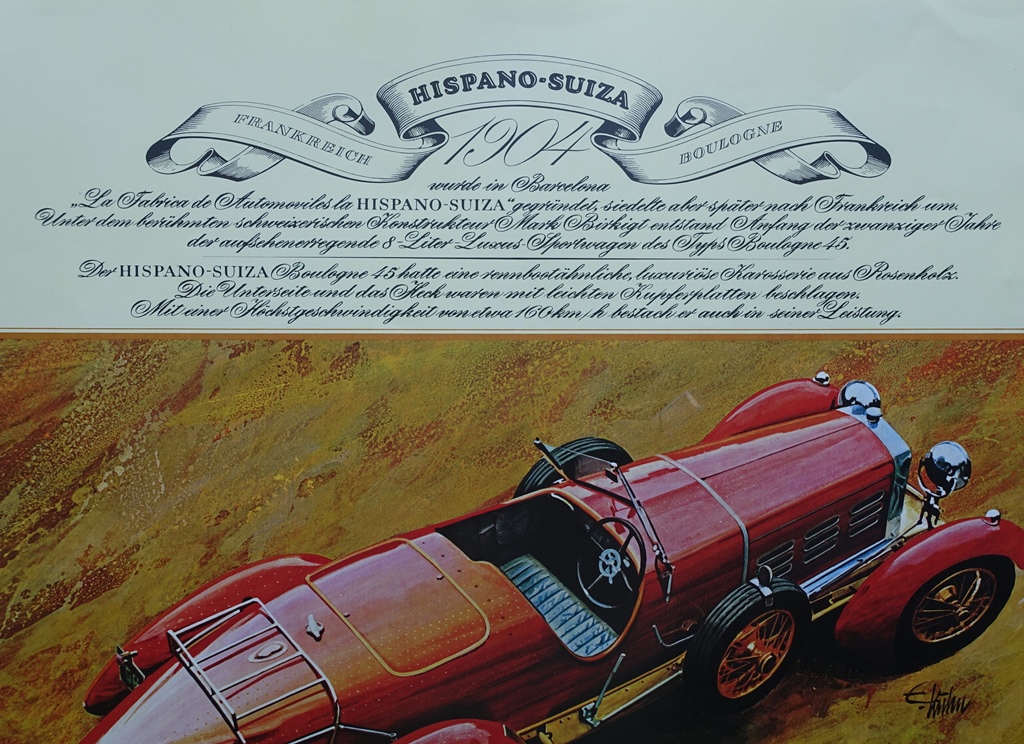 HISPANO-SUIZA
FRANKREICH
1904
BOULOGNE
wurde in Barcelona
„La Fabrica de Automoviles la HISPANO-SUIZA“ gegründet, siedelte aber später nach Frankreich um.
Unter dem berühmten schweizerischen Konstrukteur Mark Birkigt entstand Anfang der zwanziger Jahre
der aufsehenerregende 8 Liter Luxus-Sportwagen des Typs Boulogne 45.
Der HISPANO-SUIZA Boulogne 45 hatte eine rennbootähnliche, luxuriöse Karosserie aus Rosenholz.
Die Unterseite und das Heck waren mit leichten Kupferplatten beschlagen.
Mit einer Höchstgeschwindigkeit von etwa 160 km/h bestach er auch in seiner Leistung.